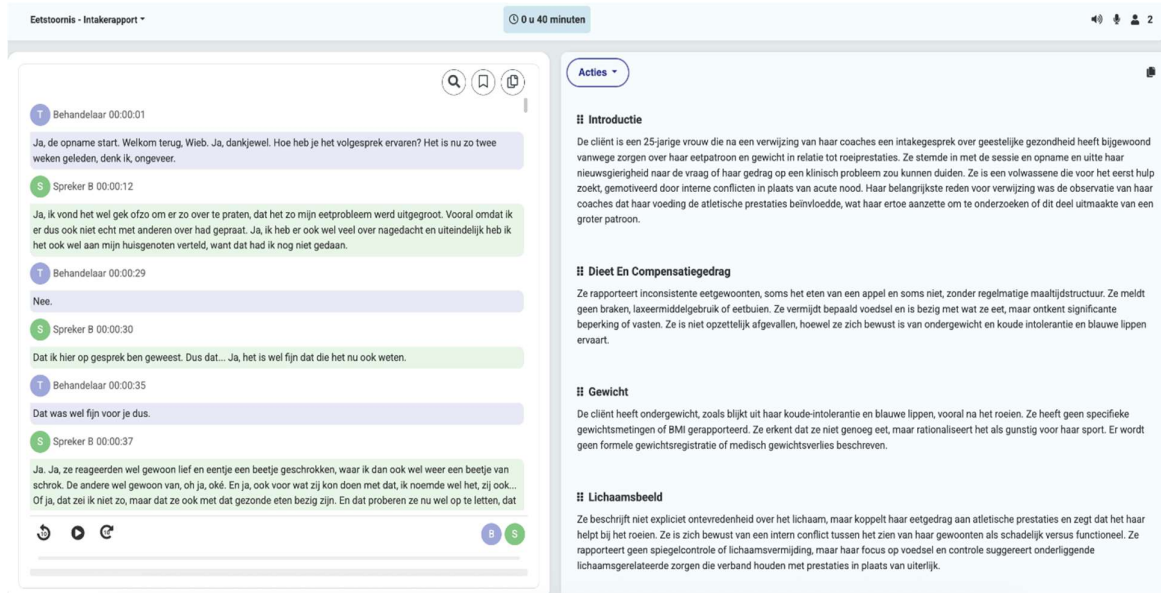 Eetstoornis - Intakerapport
0 u 40 minuten
2
T Behandelaar 00:00:01
Ja, de opname start. Welkom terug, Wieb. Ja, dankjewel. Hoe heb je het volgesprek ervaren? Het is nu zo twee
weken geleden, denk ik, ongeveer.
S Spreker B 00:00:12
Ja, ik vond het wel gek ofzo om er zo over te praten, dat het zo mijn eetprobleem werd uitgegroot. Vooral omdat ik
er dus ook niet echt met anderen over had gepraat. Ja, ik heb er ook wel veel over nagedacht en uiteindelijk heb ik
het ook wel aan mijn huisgenoten verteld, want dat had ik nog niet gedaan.
T Behandelaar 00:00:29
Nee.
S Spreker B 00:00:30
Dat ik hier op gesprek ben geweest. Dus dat... Ja, het is wel fijn dat die het nu ook weten.
T Behandelaar 00:00:35
Dat was wel fijn voor je dus.
S Spreker B 00:00:37
Ja. Ja, ze reageerden wel gewoon lief en eentje een beetje geschrokken, waar ik dan ook wel weer een beetje van
schrok. De andere wel gewoon van, oh ja, oké. En ja, ook voor wat zij kon doen met dat, ik noemde wel het, zij ook...
Of ja, dat zei ik niet zo, maar dat ze ook met dat gezonde eten bezig zijn. En dat proberen ze nu wel op te letten, dat
10
10
B S
Acties
Introductie
De cliënt is een 25-jarige vrouw die na een verwijzing van haar coaches een intakegesprek over geestelijke gezondheid heeft bijgewoond
vanwege zorgen over haar eetpatroon en gewicht in relatie tot roeiprestaties. Ze stemde in met de sessie en opname en uitte haar
nieuwsgierigheid naar de vraag of haar gedrag op een klinisch probleem zou kunnen duiden. Ze is een volwassene die voor het eerst hulp
zoekt, gemotiveerd door interne conflicten in plaats van acute nood. Haar belangrijkste reden voor verwijzing was de observatie van haar
coaches dat haar voeding de atletische prestaties beïnvloedde, wat haar ertoe aanzette om te onderzoeken of dit deel uitmaakte van een
groter patroon.
Dieet En Compensatiegedrag
Ze rapporteert inconsistente eetgewoonten, soms het eten van een appel en soms niet, zonder regelmatige maaltijdstructuur. Ze meldt
geen braken, laxeermiddelgebruik of eetbuien. Ze vermijdt bepaald voedsel en is bezig met wat ze eet, maar ontkent significante
beperking of vasten. Ze is niet opzettelijk afgevallen, hoewel ze zich bewust is van ondergewicht en koude intolerantie en blauwe lippen
ervaart.
Gewicht
De cliënt heeft ondergewicht, zoals blijkt uit haar koude-intolerantie en blauwe lippen, vooral na het roeien. Ze heeft geen specifieke
gewichtsmetingen of BMI gerapporteerd. Ze erkent dat ze niet genoeg eet, maar rationaliseert het als gunstig voor haar sport. Er wordt
geen formele gewichtsregistratie of medisch gewichtsverlies beschreven.
Lichaamsbeeld
Ze beschrijft niet expliciet ontevredenheid over het lichaam, maar koppelt haar eetgedrag aan atletische prestaties en zegt dat het haar
helpt bij het roeien. Ze is zich bewust van een intern conflict tussen het zien van haar gewoonten als schadelijk versus functioneel. Ze
rapporteert geen spiegelcontrole of lichaamsvermijding, maar haar focus op voedsel en controle suggereert onderliggende
lichaamsgerelateerde zorgen die verband houden met prestaties in plaats van uiterlijk.